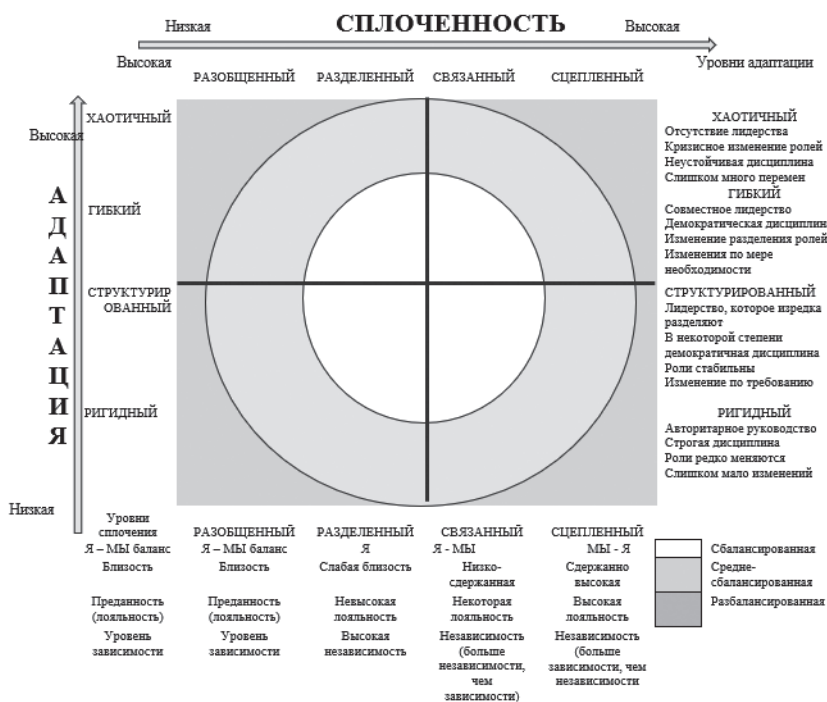 СПЛОЧЕННОСТЬ
Низкая
Высокая
Высокая
Уровни адаптации
РАЗОБЩЕННЫЙ
РАЗДЕЛЕННЫЙ
СВЯЗАННЫЙ
СЦЕПЛЕННЫЙ
Высокая
АДАПТАЦИЯ
Низкая
ХАОТИЧНЫЙ
ГИБКИЙ
СТРУКТУРИР
ОВАННЫЙ
РИГИДНЫЙ
ХАОТИЧНЫЙ
Отсутствие лидерства
Кризисное изменение ролей
Неустойчивая дисциплина
Слишком много перемен
ГИБКИЙ
Совместное лидерство
Демократическая дисциплин
Изменение разделения ролей
Изменения по мере
необходимости
СТРУКТУРИРОВАННЫЙ
Лидерство, которое изредка
разделяют
В некоторой степени
демократичная дисциплина
Роли стабильны
Изменение по требованию
РИГИДНЫЙ
Авторитарное руководство
Строгая дисциплина
Роли редко меняются
Слишком мало изменений
Уровни
сплочения
Я – МЫ баланс
Близость
Преданность
(лояльность)
Уровень
зависимости
РАЗОБЩЕННЫЙ
Я – МЫ баланс
Близость
Преданность
(лояльность)
Уровень
зависимости
РАЗДЕЛЕННЫЙ
Я
Слабая близость
Невысокая
лояльность
Высокая
независимость
СВЯЗАННЫЙ
Я - МЫ
Низко-
сдержанная
Некоторая
лояльность
Независимость
(больше
независимости,
чем
зависимости)
СЦЕПЛЕННЫЙ
МЫ - Я
Сдержанно
высокая
Высокая
лояльность
Независимость
(больше
зависимости, чем
независимости
Сбалансированная
Средне-
сбалансированная
Разбалансированная